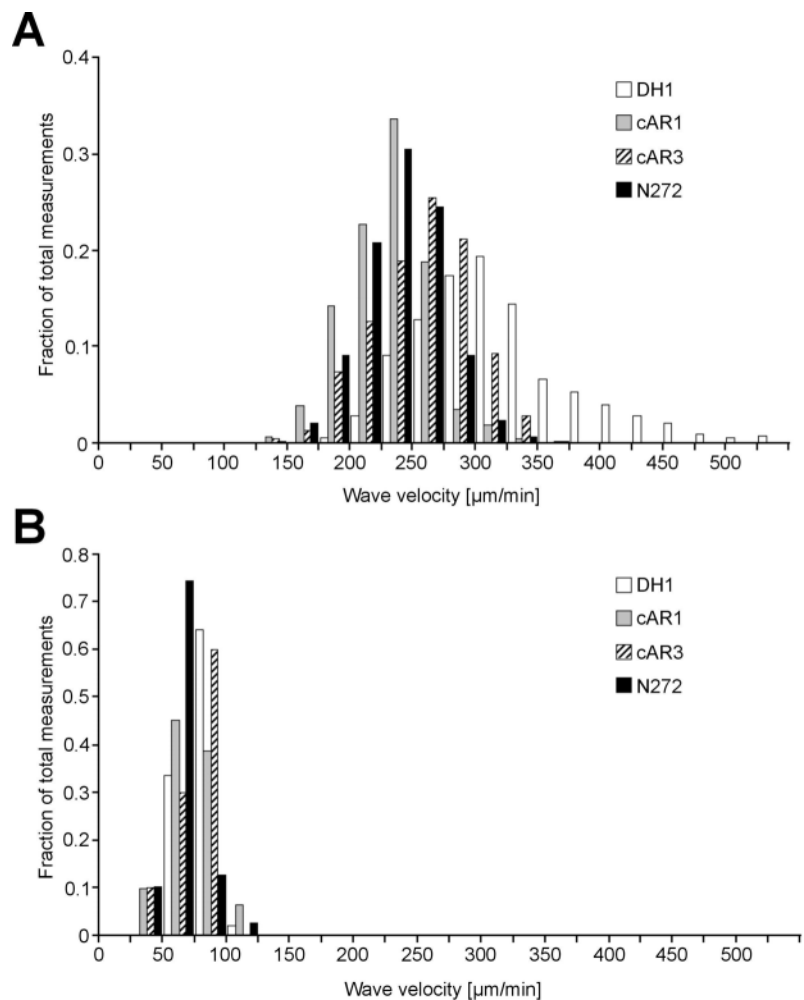 A
0.4
0.3
0.2
0.1
0
Fraction of total measurements
DH1
cAR1
cAR3
N272
0 50 100 150 200 250 300 350 400 450 500
Wave velocity [µm/min]
B
0.8
0.7
0.6
0.5
0.4
0.3
0.2
0.1
0
Fraction of total measurements
DH1
cAR1
cAR3
N272
0 50 100 150 200 250 300 350 400 450 500
Wave velocity [µm/min]